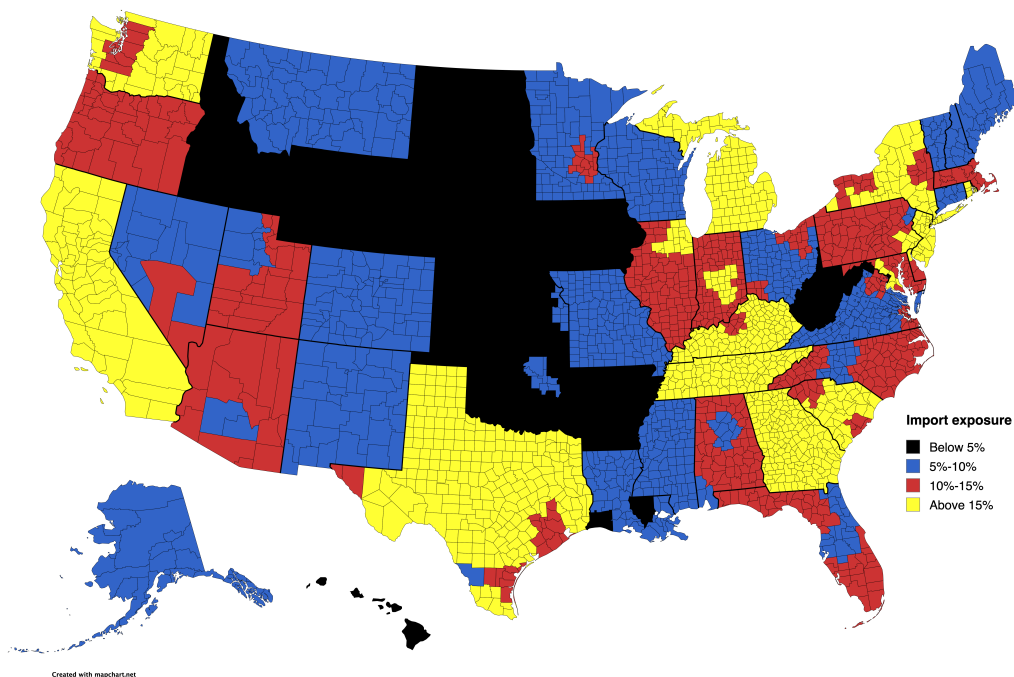 Import exposure
Below 5%
5%-10%
10%-15%
Above 15%
Created with mapchart.net